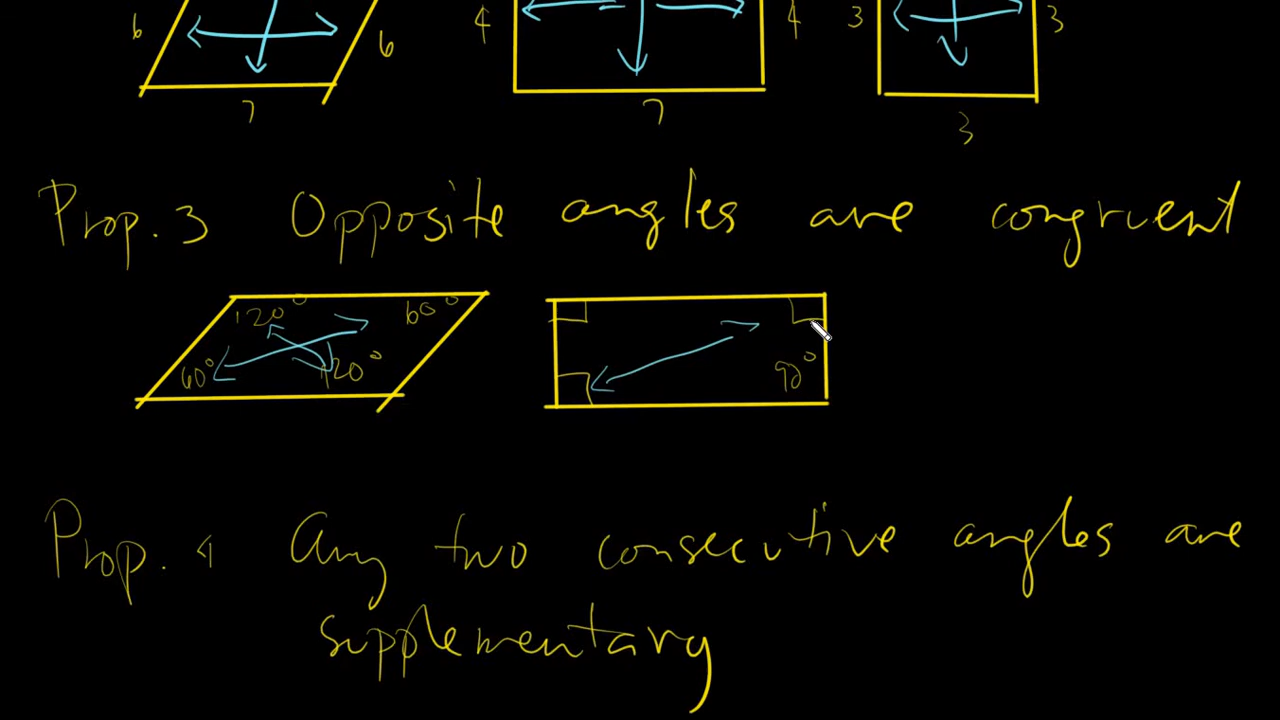 6 6 4 4 3 3
7 7 3
Prop. 3 Opposite angles are congruent
120° 60°
60° 120° 90°
Prop. 4 Any two consecutive angles are
supplementary